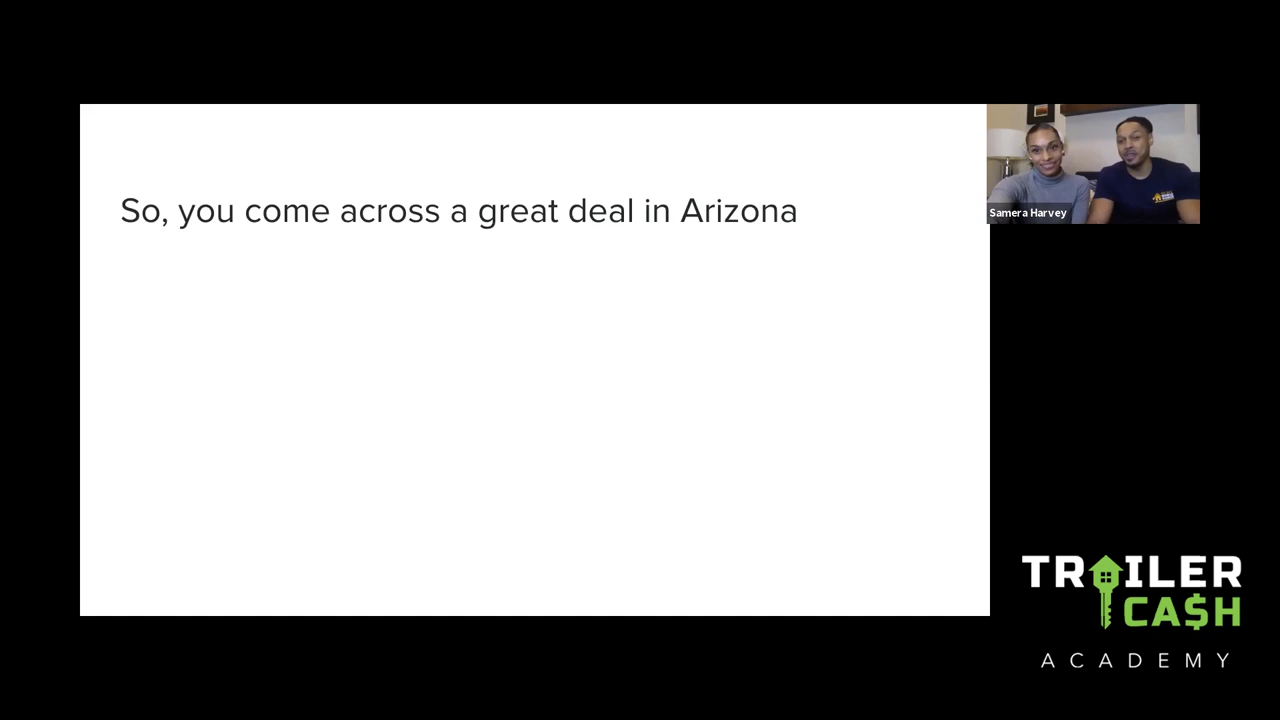 So, you come across a great deal in Arizona
Samera Harvey
TRAILER
CA$H
ACADEMY